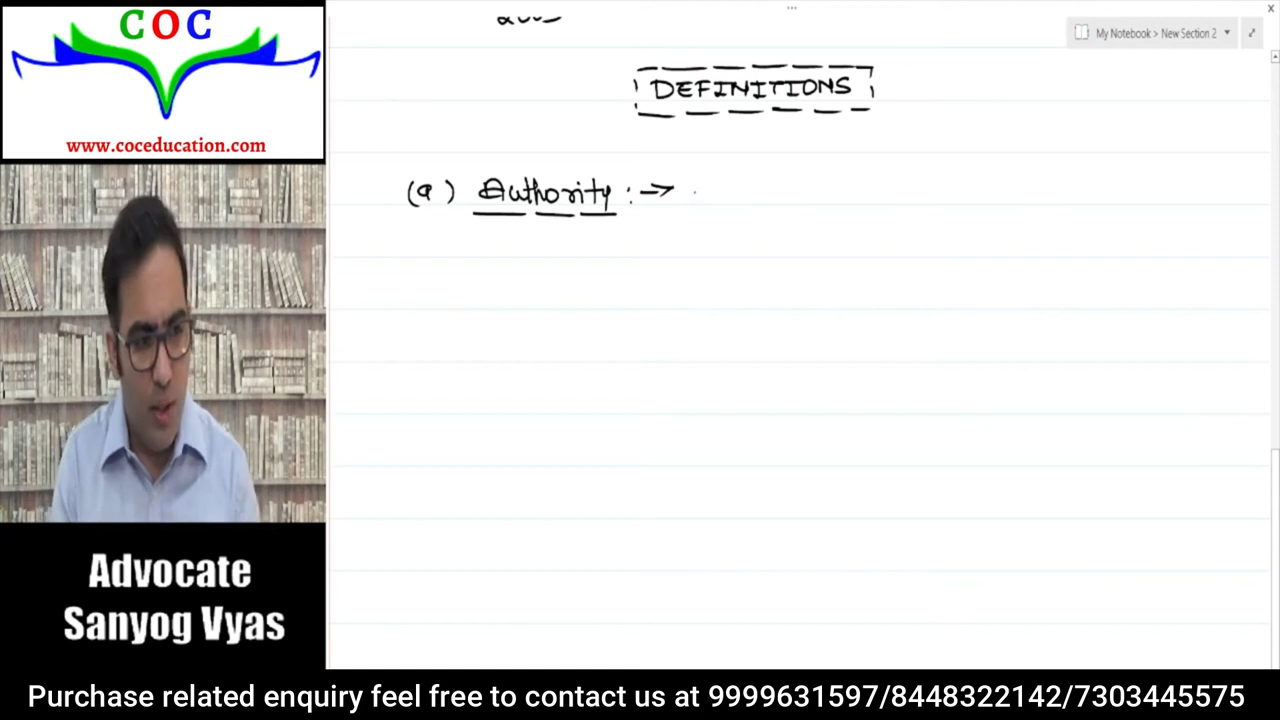 COC
www.coceducation.com
My Notebook > New Section 2
DEFINITIONS
(a) Authority :→
Advocate
Sanyog Vyas
Purchase related enquiry feel free to contact us at 9999631597/8448322142/7303445575